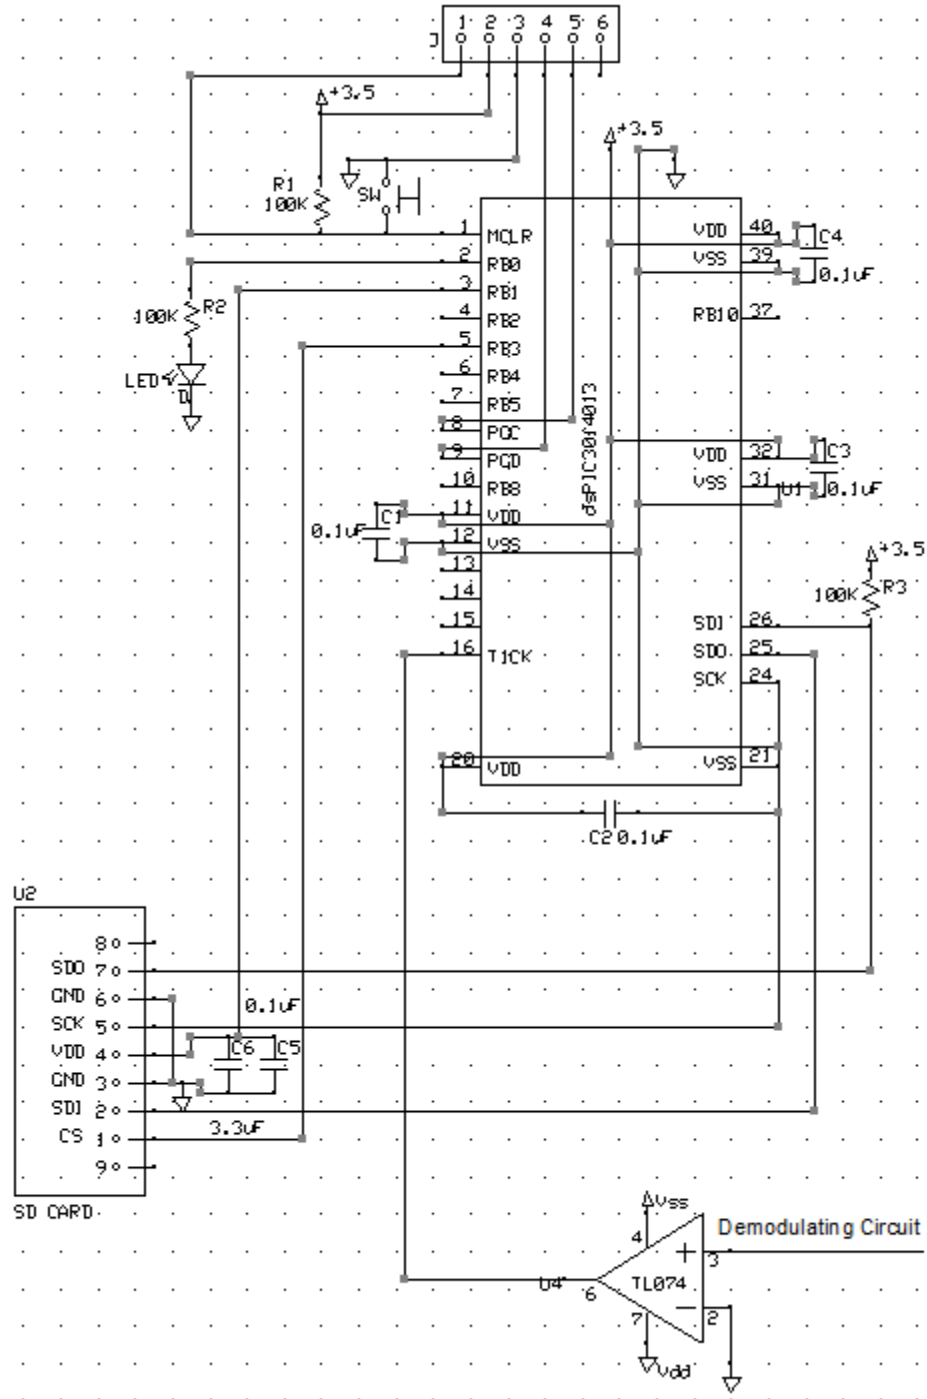 1 2 3 4 5 6
J
+3.5
+3.5
R1
100K
SW
1 MCLR
2 RB0
3 RB1
4 RB2
5 RB3
6 RB4
7 RB5
8 PGC
9 PGD
10 RB8
11 VDD
12 VSS
13
14
15
16 T1CK
20 VDD
dsPIC30f4013
VDD 40
VSS 39
RB10 37
VDD 32
VSS 31
U1
SDI 26
SDO 25
SCK 24
VSS 21
C4
0.1uF
C3
0.1uF
R2
100K
LED
D
C1
0.1uF
+3.5
R3
100K
C2 0.1uF
U2
8
SDO 7
GND 6
SCK 5
VDD 4
GND 3
SDI 2
CS 1
9
SD CARD
0.1uF
C6 C5
3.3uF
Vss
4
Demodulating Circuit
3
U4
6
TL074
2
7
Vdd